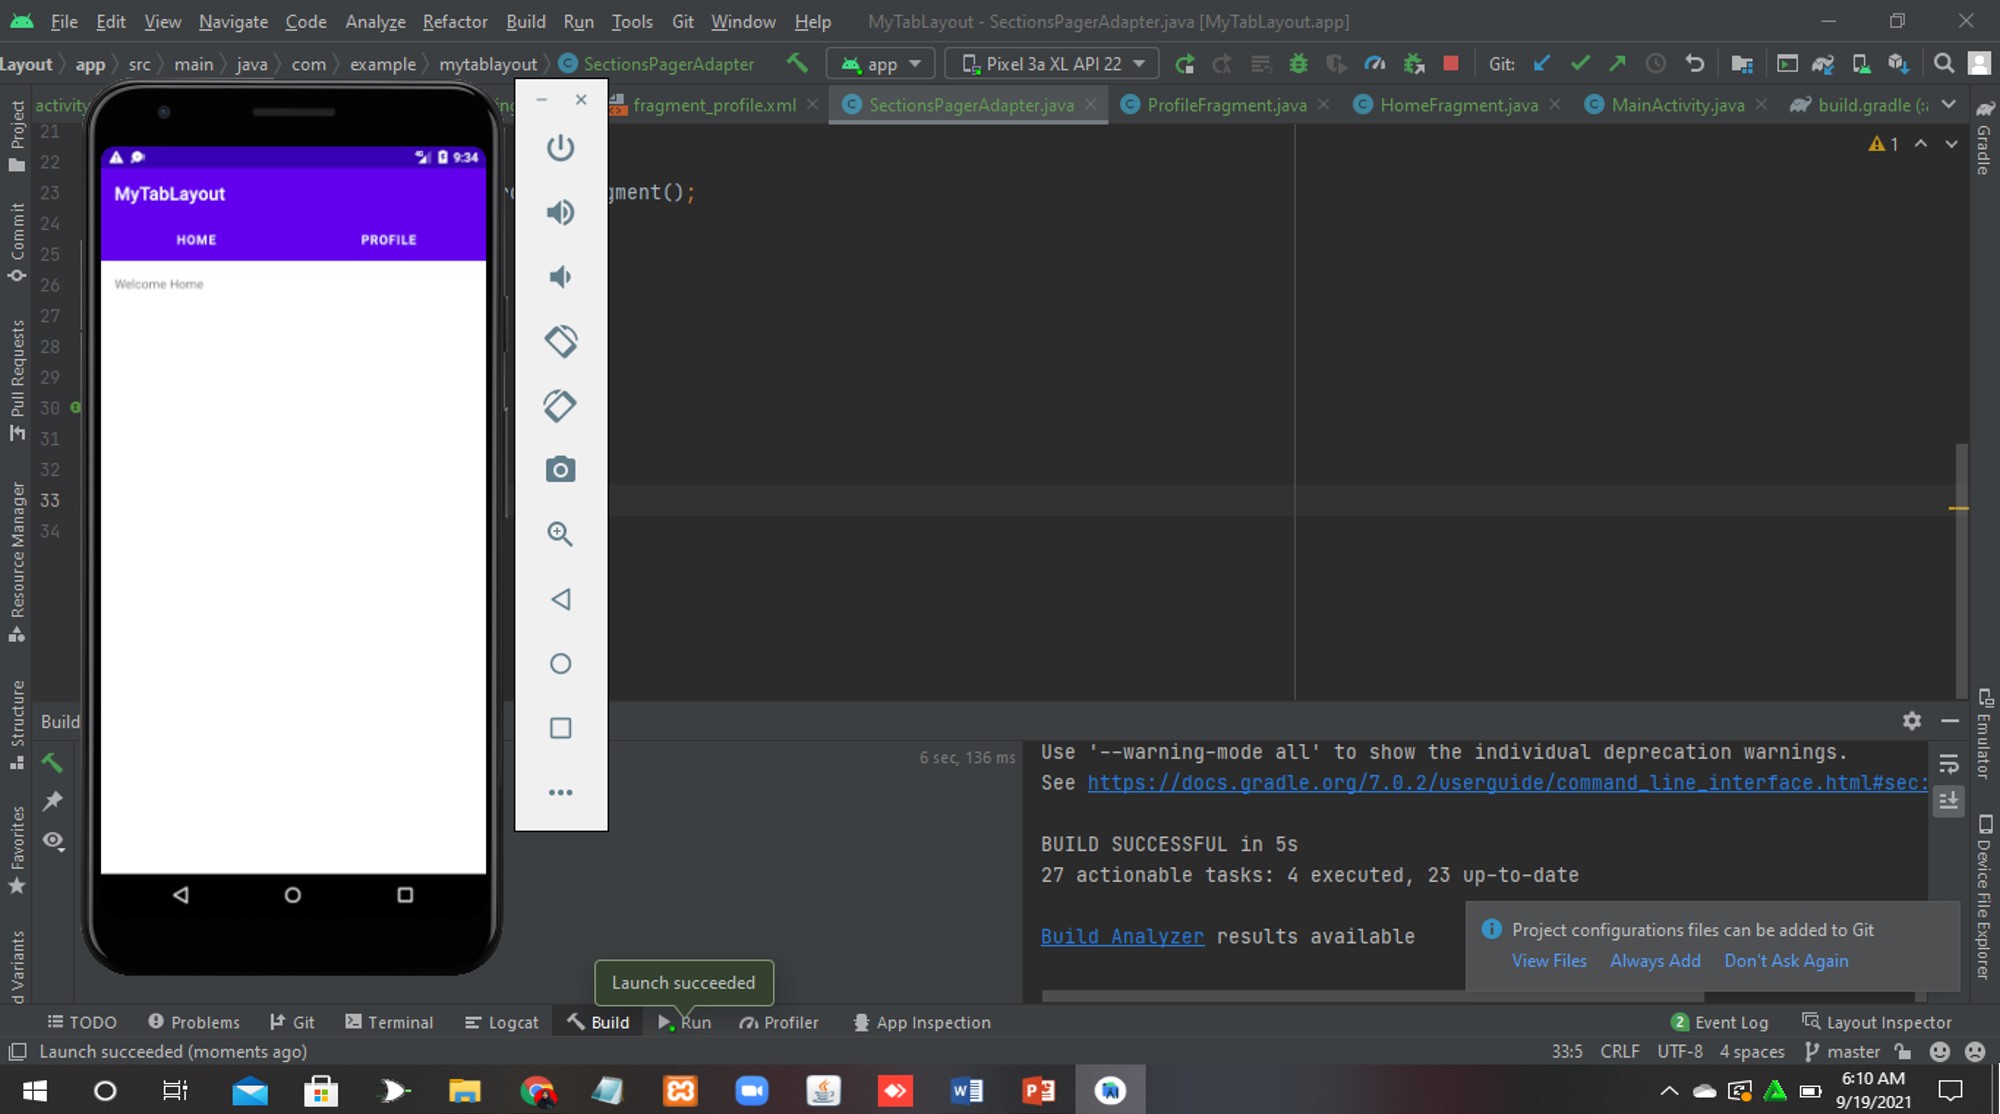 File Edit View Navigate Code Analyze Refactor Build Run Tools Git Window Help MyTabLayout - SectionsPagerAdapter.java [MyTabLayout.app]
Layout app src main java com example mytablayout SectionsPagerAdapter app Pixel 3a XL API 22 Git:
activity fragment_profile.xml SectionsPagerAdapter.java ProfileFragment.java HomeFragment.java MainActivity.java build.gradle (:
Project
Commit
Pull Requests
Resource Manager
Structure
Favorites
d Variants
21
22
23 gment();
24
25
26
27
28
29
30
31
32
33
34
1
9:34
MyTabLayout
HOME PROFILE
Welcome Home
Gradle
Emulator
Device File Explorer
Build
6 sec, 136 ms
Use '--warning-mode all' to show the individual deprecation warnings.
See https://docs.gradle.org/7.0.2/userguide/command_line_interface.html#sec:
BUILD SUCCESSFUL in 5s
27 actionable tasks: 4 executed, 23 up-to-date
Build Analyzer results available
Project configurations files can be added to Git
View Files Always Add Don't Ask Again
Launch succeeded
TODO Problems Git Terminal Logcat Build Run Profiler App Inspection 2 Event Log Layout Inspector
Launch succeeded (moments ago) 33:5 CRLF UTF-8 4 spaces master
6:10 AM
9/19/2021